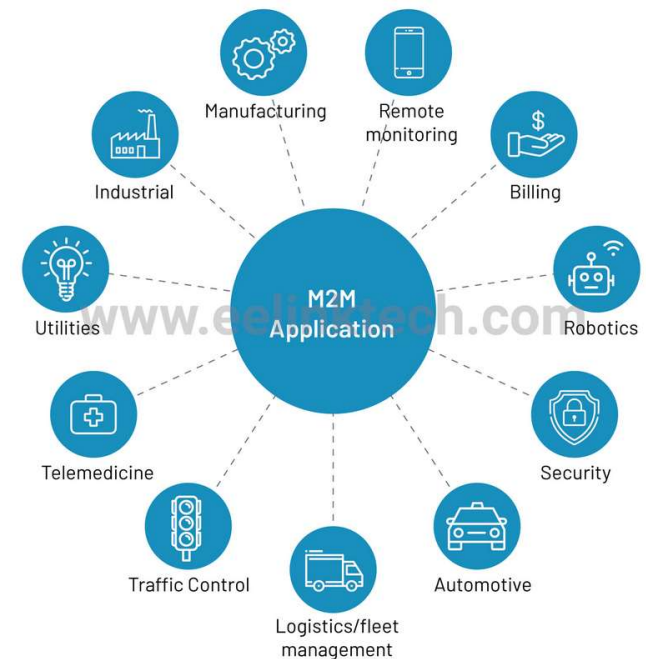 Manufacturing
Remote
monitoring
Industrial
$
Billing
Utilities
M2M
Application
www.eelinktech.com
Robotics
Telemedicine
Security
Traffic Control
Automotive
Logistics/fleet
management